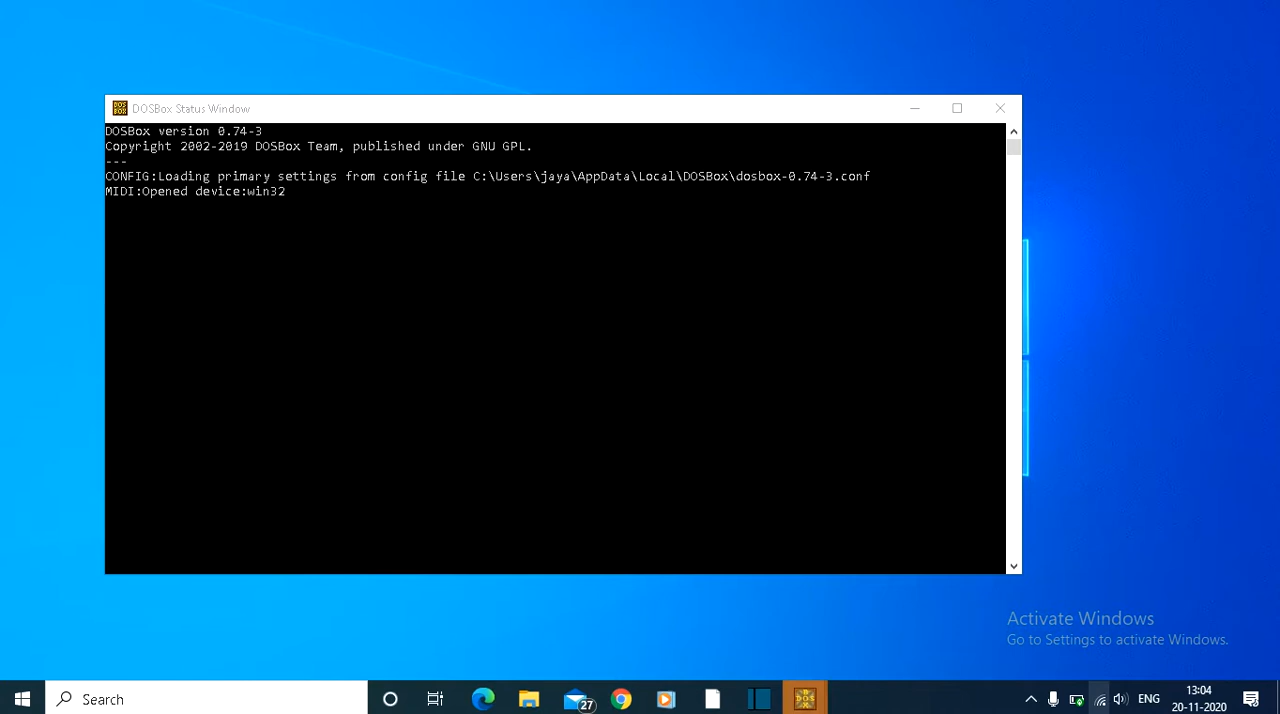 DOSBox Status Window
DOSBox version 0.74-3
Copyright 2002-2019 DOSBox Team, published under GNU GPL.
---
CONFIG:Loading primary settings from config file C:\Users\jaya\AppData\Local\DOSBox\dosbox-0.74-3.conf
MIDI:Opened device:win32
Activate Windows
Go to Settings to activate Windows.
Search
27
ENG
13:04
20-11-2020